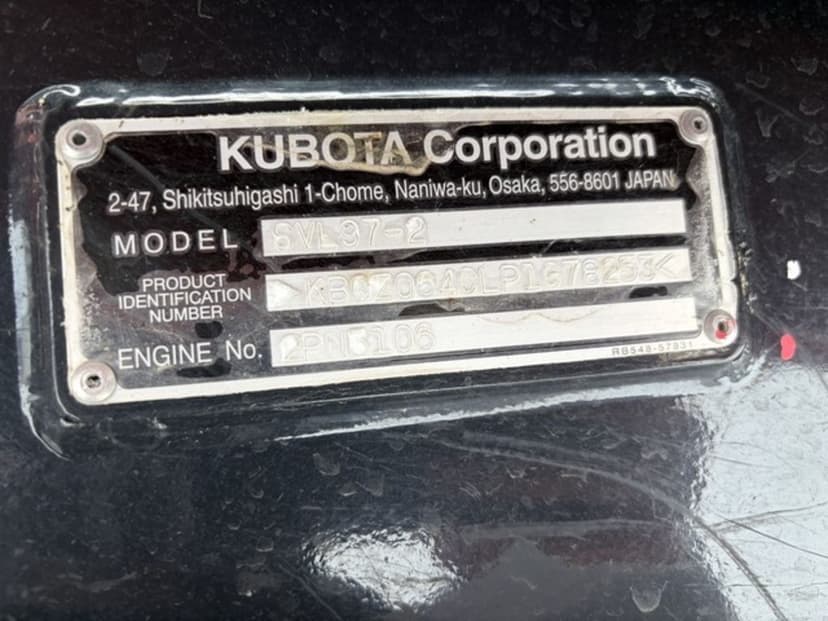 KUBOTA Corporation
2-47, Shikitsuhigashi 1-Chome, Naniwa-ku, Osaka, 556-8601 JAPAN
MODEL SVL97-2
PRODUCT
IDENTIFICATION
NUMBER
ENGINE No.
RB548-57931